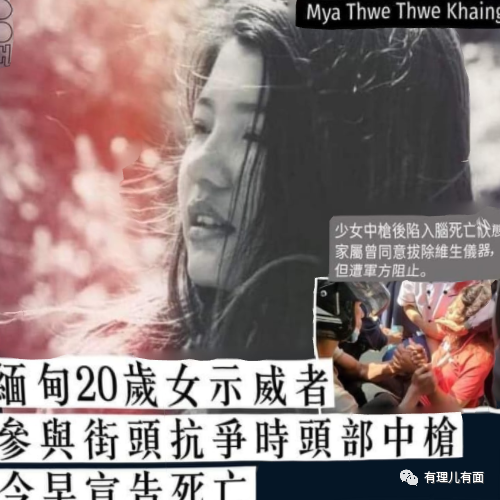 Mya Thwe Thwe Khaing
少女中槍後陷入腦死亡狀態
家屬曾同意拔除維生儀器,
但遭軍方阻止。
緬甸20歲女示威者
參與街頭抗爭時頭部中槍
今早宣告死亡
有理儿有面